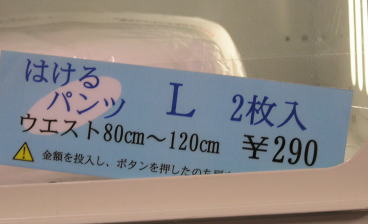 はける
パンツ L 2枚入
ウエスト80cm～120cm ￥290
金額を投入し、ボタンを押したのち